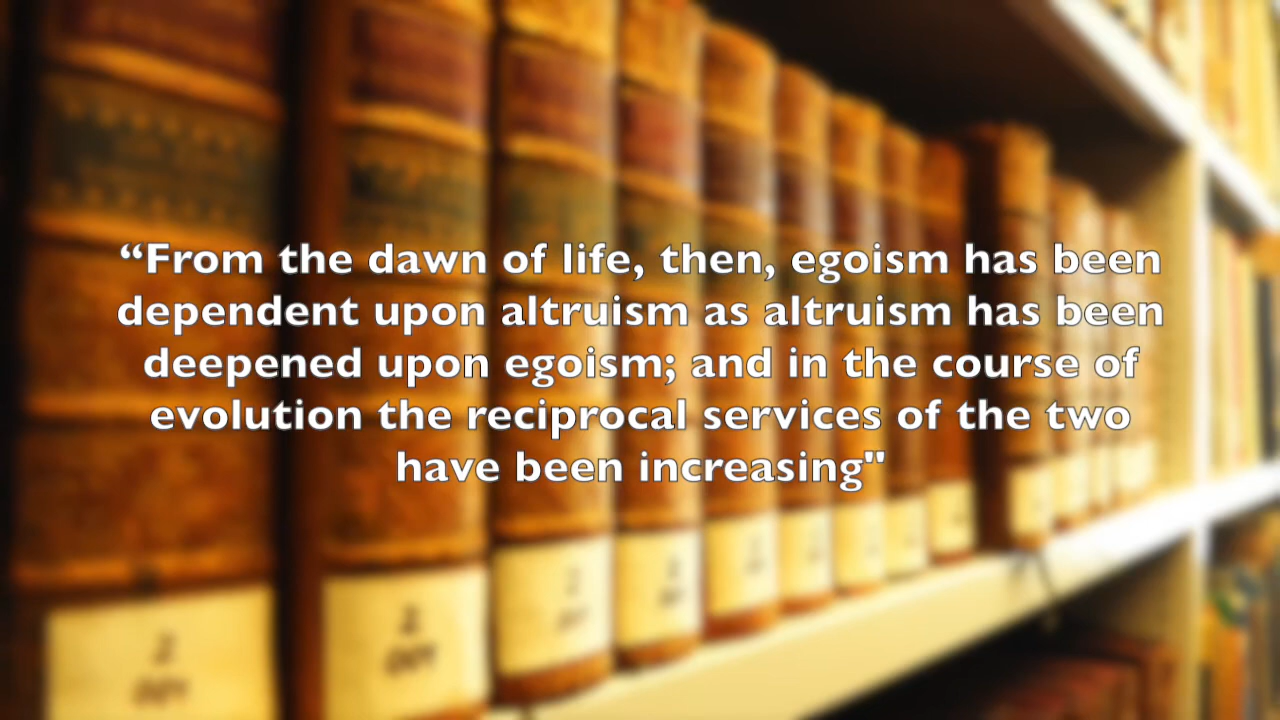 “From the dawn of life, then, egoism has been
dependent upon altruism as altruism has been
deepened upon egoism; and in the course of
evolution the reciprocal services of the two
have been increasing"